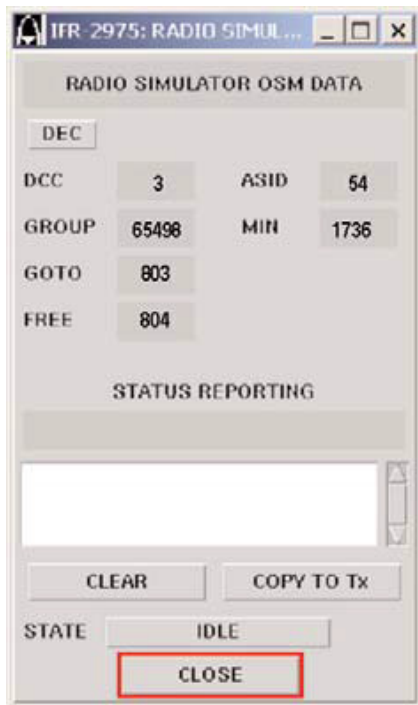 IFR-2975: RADIO SIMUL...
RADIO SIMULATOR OSM DATA
DEC
DCC 3 ASID 54
GROUP 65498 MIN 1736
GOTO 803
FREE 804
STATUS REPORTING
CLEAR COPY TO Tx
STATE IDLE
CLOSE